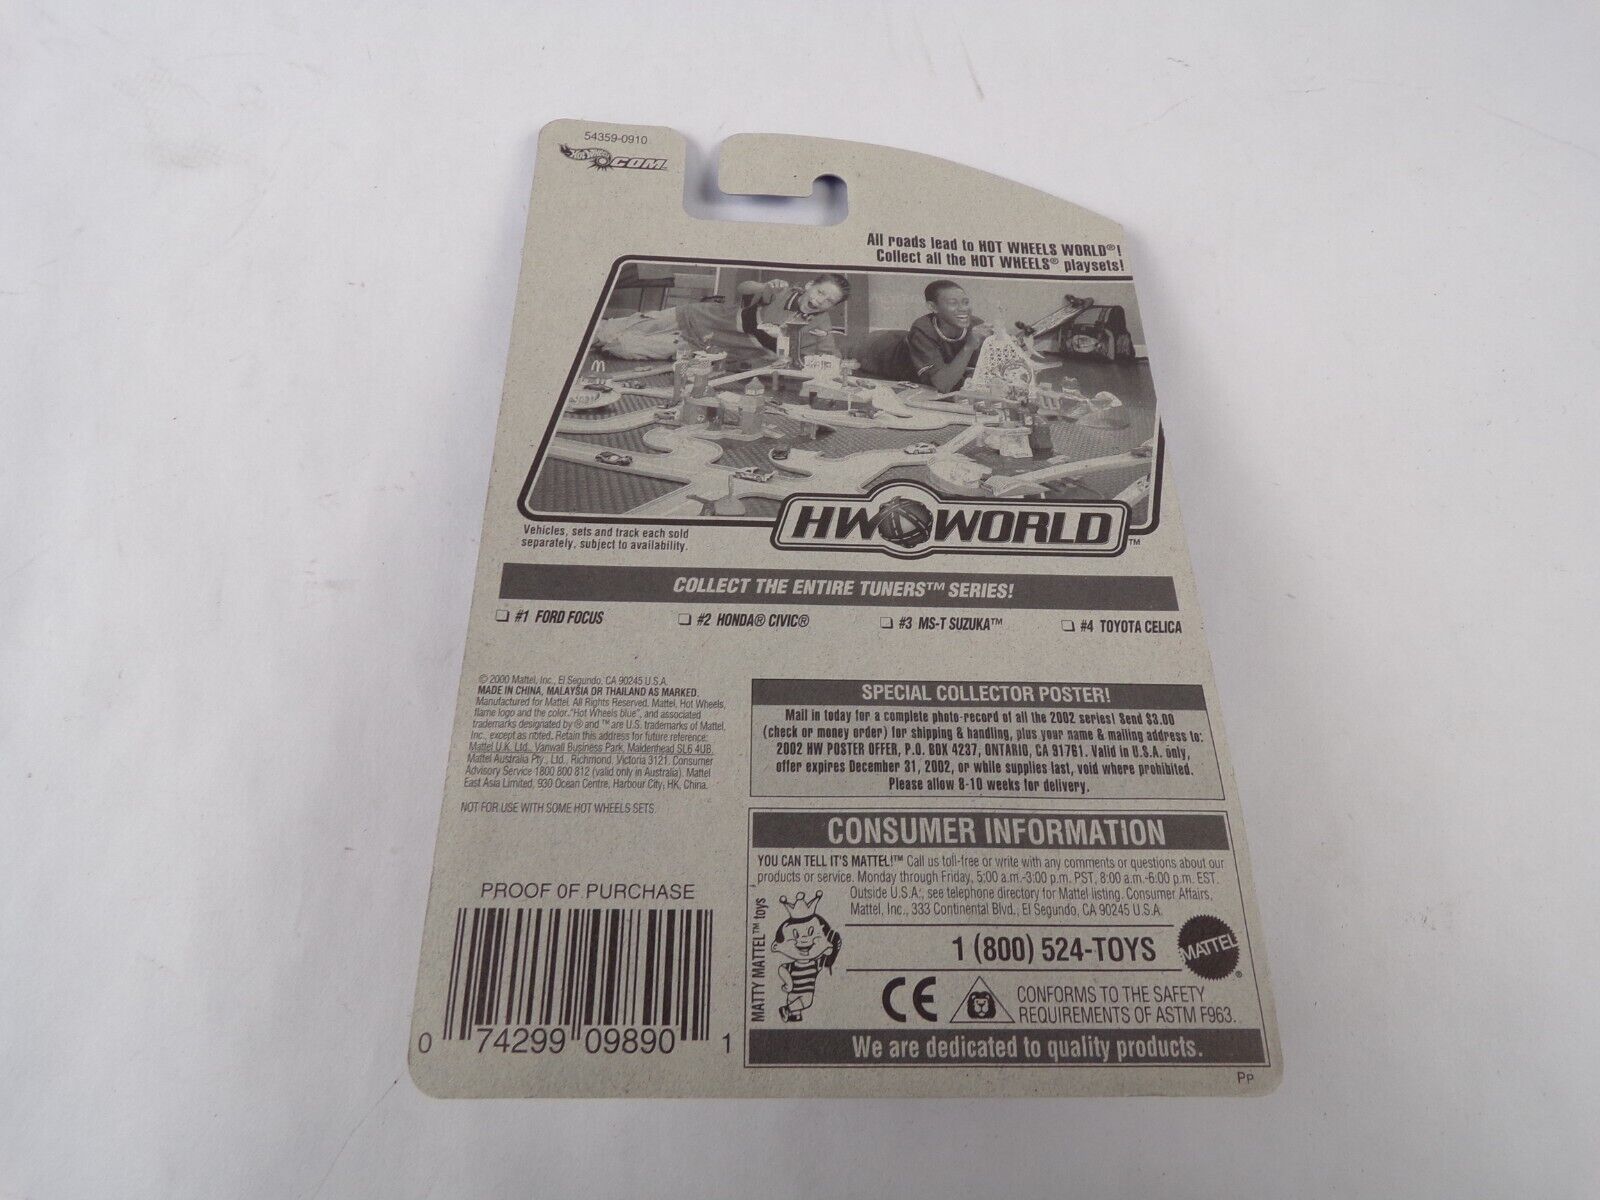 54359-0910
HOT WHEELS .COM™
All roads lead to HOT WHEELS WORLD®!
Collect all the HOT WHEELS® playsets!
Vehicles, sets and track each sold
separately, subject to availability.
HW WORLD™
COLLECT THE ENTIRE TUNERS™ SERIES!
#1 FORD FOCUS
#2 HONDA® CIVIC®
#3 MS-T SUZUKA™
#4 TOYOTA CELICA
© 2000 Mattel, Inc., El Segundo, CA 90245 U.S.A.
MADE IN CHINA, MALAYSIA OR THAILAND AS MARKED.
Manufactured for Mattel. All Rights Reserved. Mattel, Hot Wheels,
flame logo and the color "Hot Wheels blue", and associated
trademarks designated by ® and ™ are U.S. trademarks of Mattel,
Inc., except as noted. Retain this address for future reference:
Mattel U.K. Ltd., Vanwall Business Park, Maidenhead SL6 4UB.
Mattel Australia Pty., Ltd., Richmond, Victoria 3121. Consumer
Advisory Service 1800 800 812 (valid only in Australia). Mattel
East Asia Limited, 930 Ocean Centre, Harbour City, HK, China.
NOT FOR USE WITH SOME HOT WHEELS SETS.
SPECIAL COLLECTOR POSTER!
Mail in today for a complete photo-record of all the 2002 series! Send $3.00
(check or money order) for shipping & handling, plus your name & mailing address to:
2002 HW POSTER OFFER, P.O. BOX 4237, ONTARIO, CA 91761. Valid in U.S.A. only,
offer expires December 31, 2002, or while supplies last, void where prohibited.
Please allow 8-10 weeks for delivery.
CONSUMER INFORMATION
YOU CAN TELL IT'S MATTEL!™ Call us toll-free or write with any comments or questions about our
products or service. Monday through Friday, 5:00 a.m.-3:00 p.m. PST, 8:00 a.m.-6:00 p.m. EST.
Outside U.S.A., see telephone directory for Mattel listing. Consumer Affairs,
Mattel, Inc., 333 Continental Blvd., El Segundo, CA 90245 U.S.A.
MATTY MATTEL™ toys
1 (800) 524-TOYS
MATTEL®
CE
CONFORMS TO THE SAFETY
REQUIREMENTS OF ASTM F963.
We are dedicated to quality products.
PROOF OF PURCHASE
0 74299 09890 1
PP